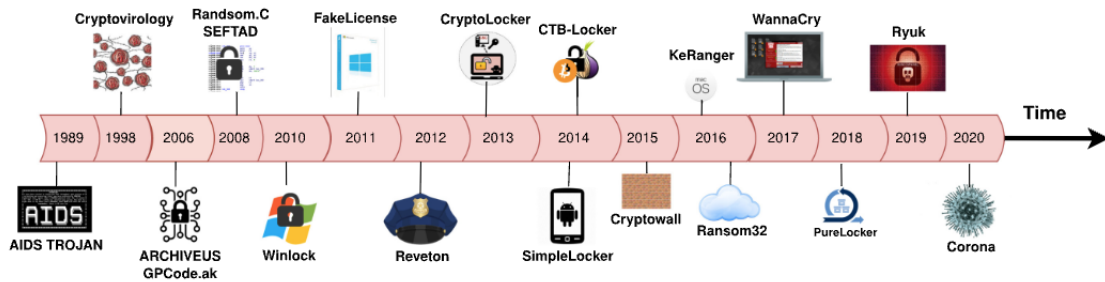 Cryptovirology
Randsom.C
SEFTAD
FakeLicense
CryptoLocker
CTB-Locker
KeRanger
mac
OS
WannaCry
Ryuk
Time
1989
1998
2006
2008
2010
2011
2012
2013
2014
2015
2016
2017
2018
2019
2020
AIDS
AIDS TROJAN
ARCHIVEUS
GPCode.ak
Winlock
Reveton
SimpleLocker
Cryptowall
Ransom32
PureLocker
Corona